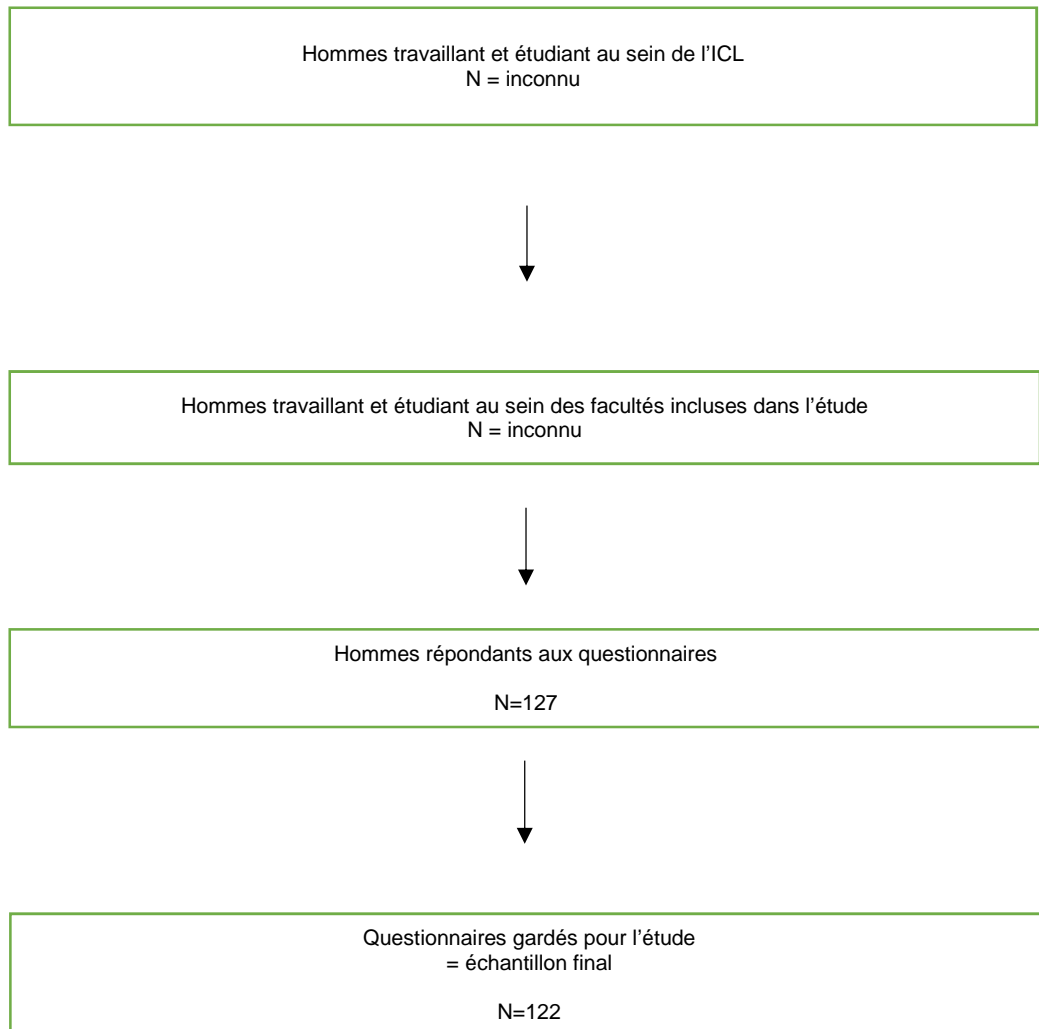 Hommes travaillant et étudiant au sein de l’ICL
N = inconnu
Hommes travaillant et étudiant au sein des facultés incluses dans l’étude
N = inconnu
Hommes répondants aux questionnaires
N=127
Questionnaires gardés pour l’étude
= échantillon final
N=122